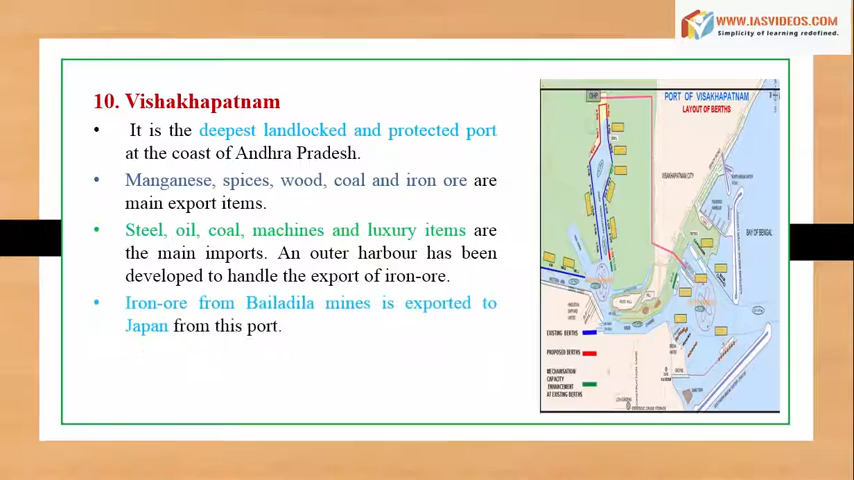 WWW.IASVIDEOS.COM
Simplicity of learning redefined.
10. Vishakhapatnam
• It is the deepest landlocked and protected port
at the coast of Andhra Pradesh.
• Manganese, spices, wood, coal and iron ore are
main export items.
• Steel, oil, coal, machines and luxury items are
the main imports. An outer harbour has been
developed to handle the export of iron-ore.
• Iron-ore from Bailadila mines is exported to
Japan from this port.
PORT OF VISAKHAPATNAM
LAYOUT OF BERTHS
VISAKHAPATNAM CITY
BAY OF BENGAL
EXISTING BERTHS
PROPOSED BERTHS
MECHANISATION
CAPACITY
ENHANCEMENT
AT EXISTING BERTHS